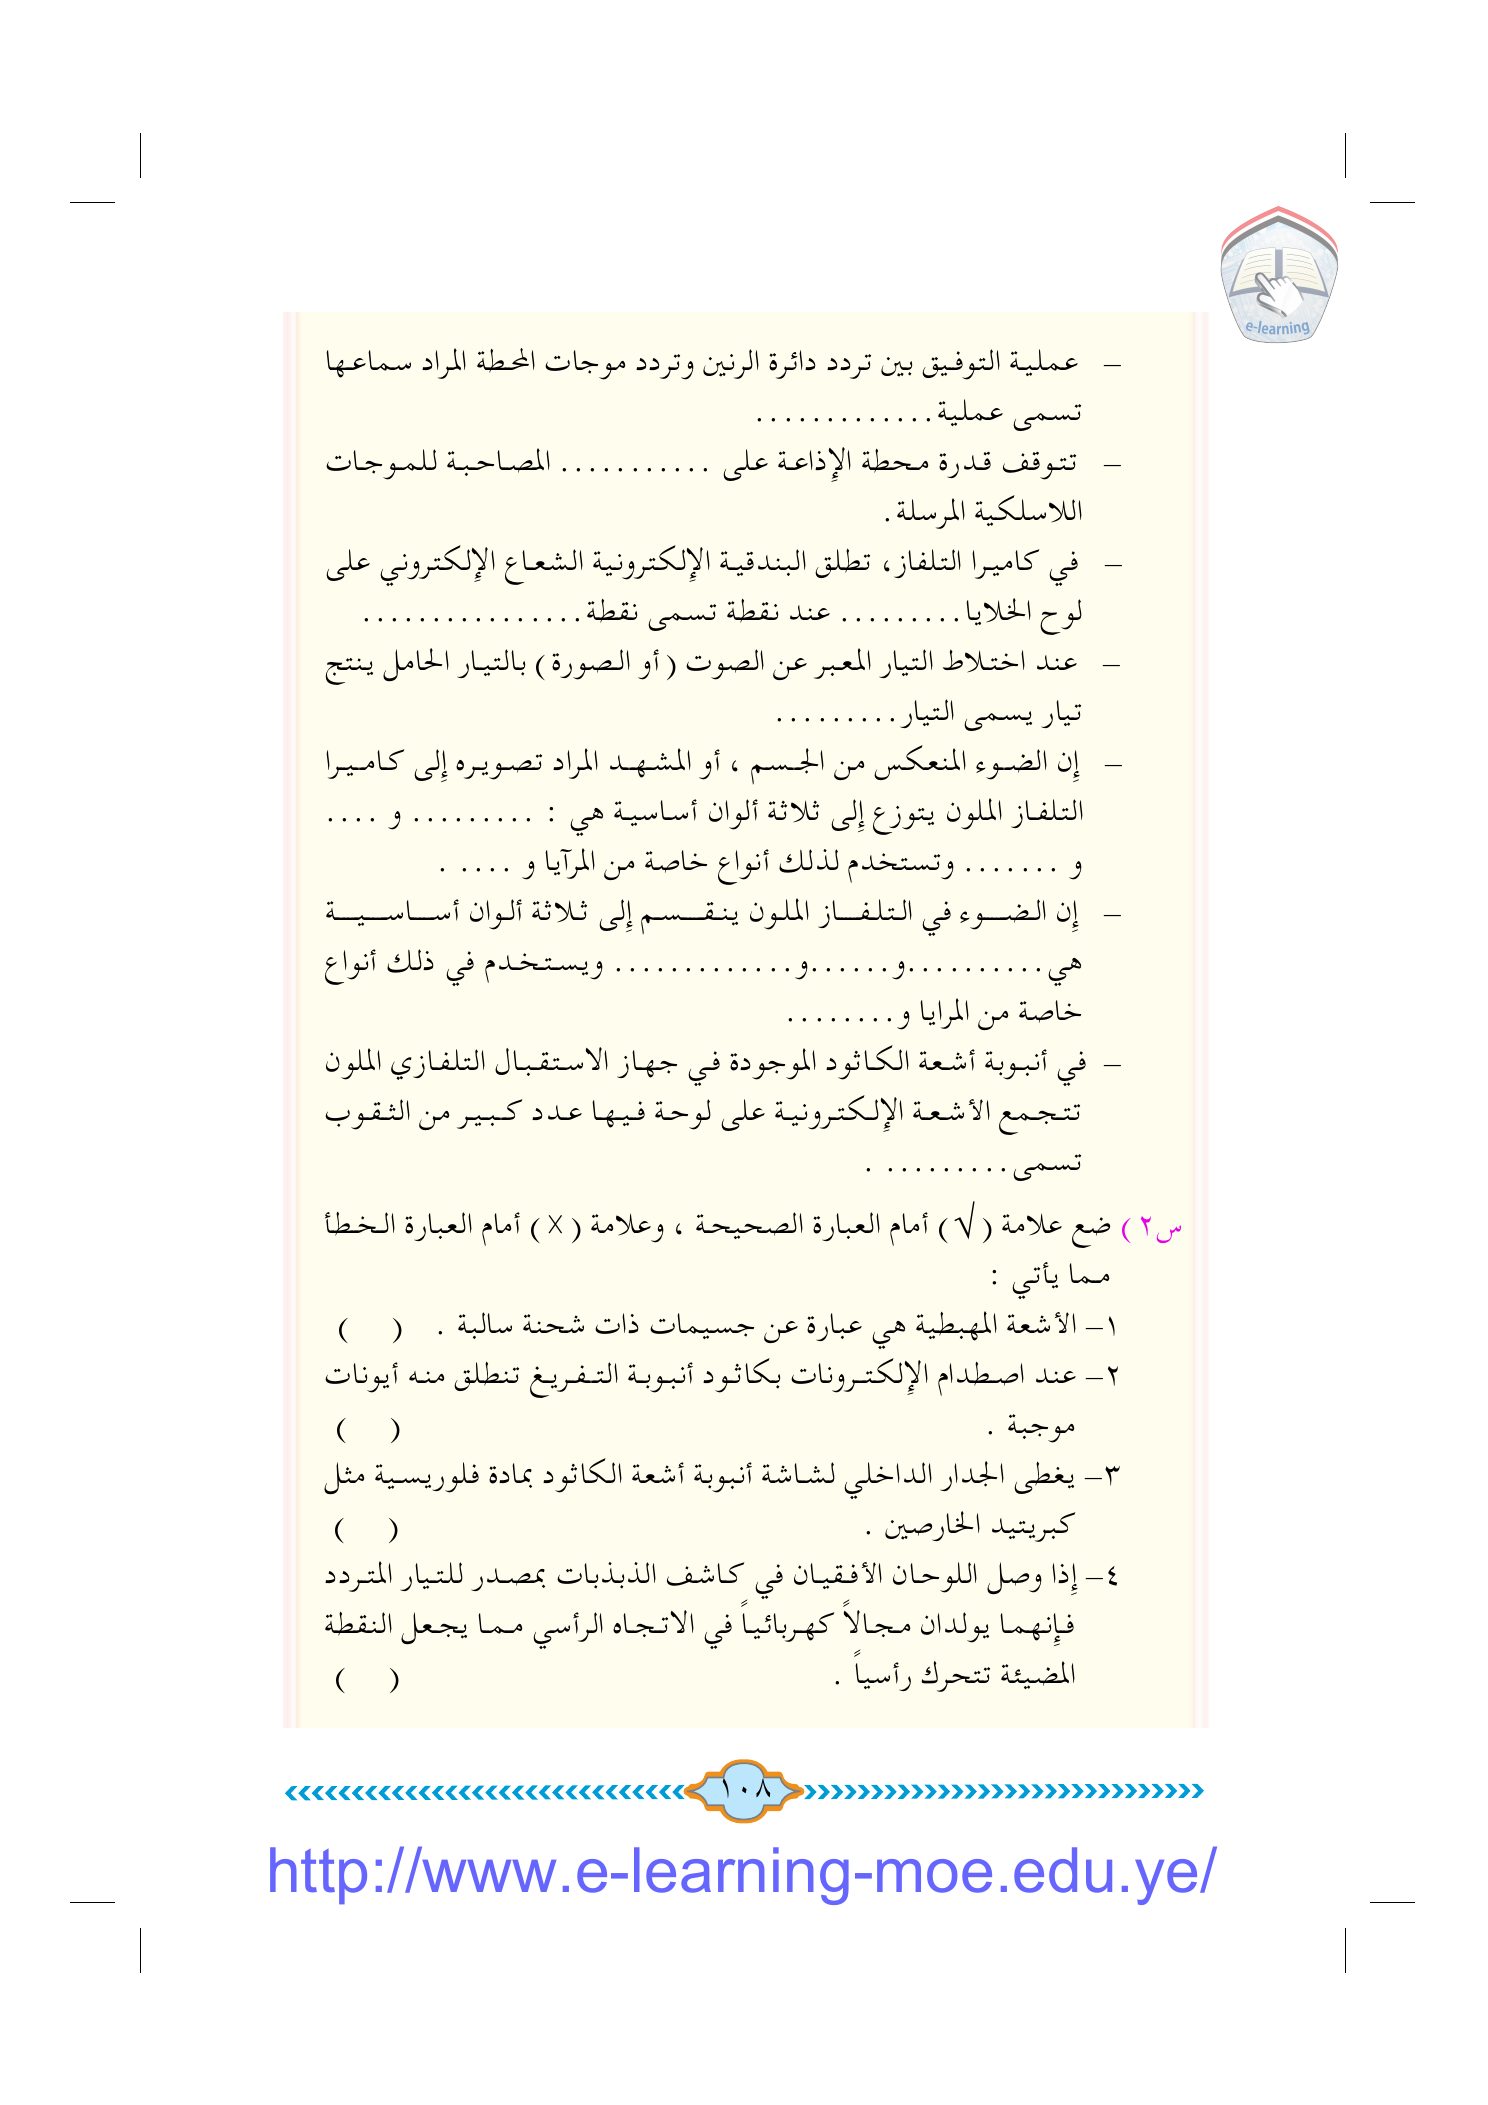 e-learning
– عملية التوفيق بين تردد دائرة الرنين وتردد موجات المحطة المراد سماعها
تسمى عملية.............
– تتوقف قدرة محطة الإذاعة على ........... المصاحبة للموجات
اللاسلكية المرسلة.
– في كاميرا التلفاز، تطلق البندقية الإلكترونية الشعاع الإلكتروني على
لوح الخلايا......... عند نقطة تسمى نقطة................
– عند اختلاط التيار المعبر عن الصوت (أو الصورة) بالتيار الحامل ينتج
تيار يسمى التيار.........
– إن الضوء المنعكس من الجسم ، أو المشهد المراد تصويره إلى كاميرا
التلفاز الملون يتوزع إلى ثلاثة ألوان أساسية هي : ......... و ....
و ....... وتستخدم لذلك أنواع خاصة من المرآيا و .... .
– إن الضوء في التلفاز الملون ينقسم إلى ثلاثة ألوان أساسية
هي..........و......و............. ويستخدم في ذلك أنواع
خاصة من المرايا و........
– في أنبوبة أشعة الكاثود الموجودة في جهاز الاستقبال التلفازي الملون
تتجمع الأشعة الإلكترونية على لوحة فيها عدد كبير من الثقوب
تسمى......... .
س٢) ضع علامة (√) أمام العبارة الصحيحة ، وعلامة (×) أمام العبارة الخطأ
مما يأتي :
١– الأشعة المهبطية هي عبارة عن جسيمات ذات شحنة سالبة . (    )
٢– عند اصطدام الإلكترونات بكاثود أنبوبة التفريغ تنطلق منه أيونات
موجبة . (    )
٣– يغطى الجدار الداخلي لشاشة أنبوبة أشعة الكاثود بمادة فلوريسية مثل
كبريتيد الخارصين . (    )
٤– إذا وصل اللوحان الأفقيان في كاشف الذبذبات بمصدر للتيار المتردد
فإنهما يولدان مجالاً كهربائياً في الاتجاه الرأسي مما يجعل النقطة
المضيئة تتحرك رأسياً . (    )
١٠٨
http://www.e-learning-moe.edu.ye/